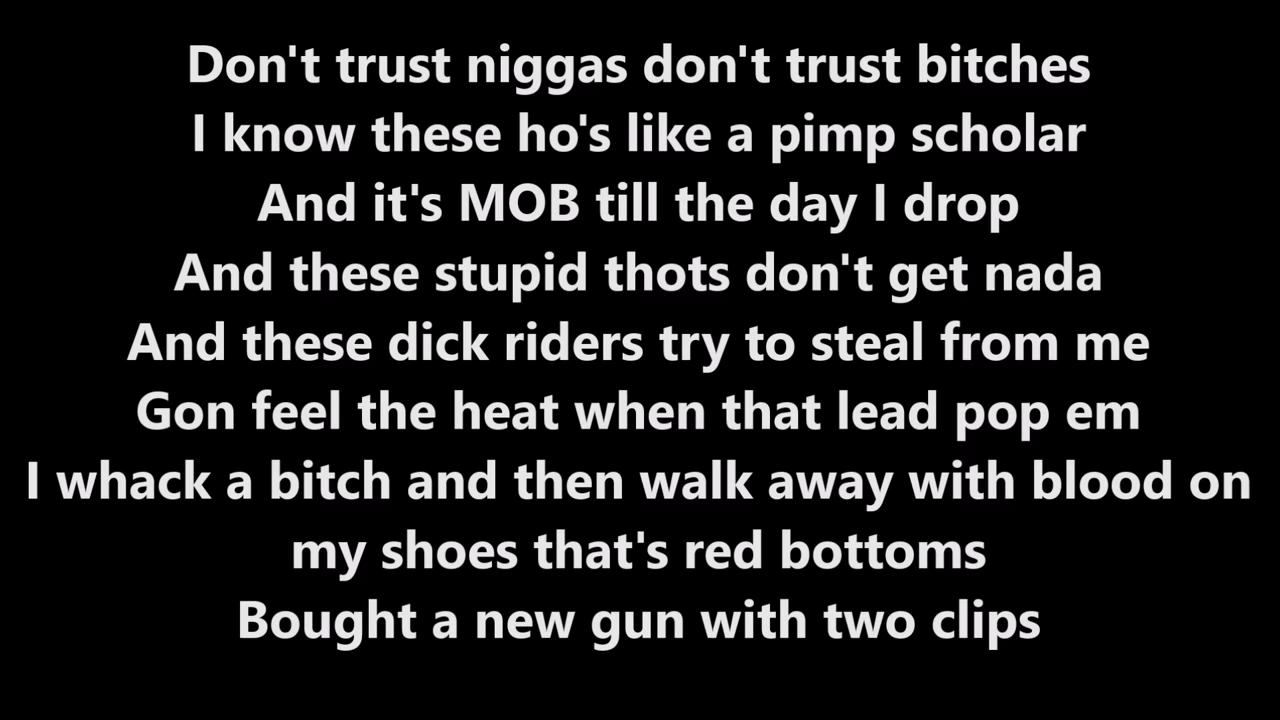 Don't trust niggas don't trust bitches
I know these ho's like a pimp scholar
And it's MOB till the day I drop
And these stupid thots don't get nada
And these dick riders try to steal from me
Gon feel the heat when that lead pop em
I whack a bitch and then walk away with blood on
my shoes that's red bottoms
Bought a new gun with two clips